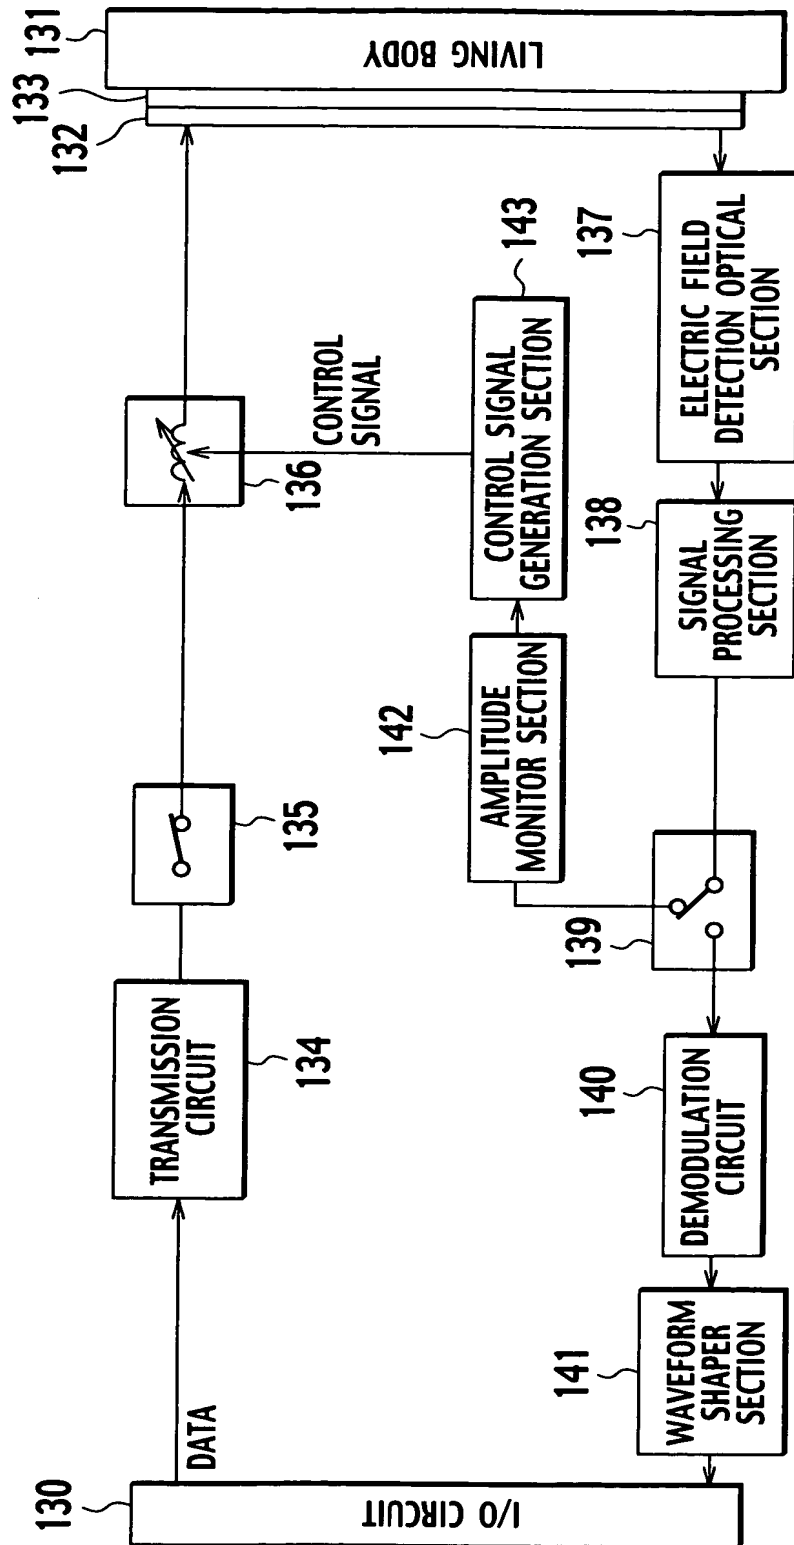 130
I/O CIRCUIT
DATA
TRANSMISSION
CIRCUIT
134
135
136
CONTROL
SIGNAL
132
133
131
LIVING BODY
143
CONTROL SIGNAL
GENERATION SECTION
142
AMPLITUDE
MONITOR SECTION
137
ELECTRIC FIELD
DETECTION OPTICAL
SECTION
138
SIGNAL
PROCESSING
SECTION
139
140
DEMODULATION
CIRCUIT
141
WAVEFORM
SHAPER
SECTION